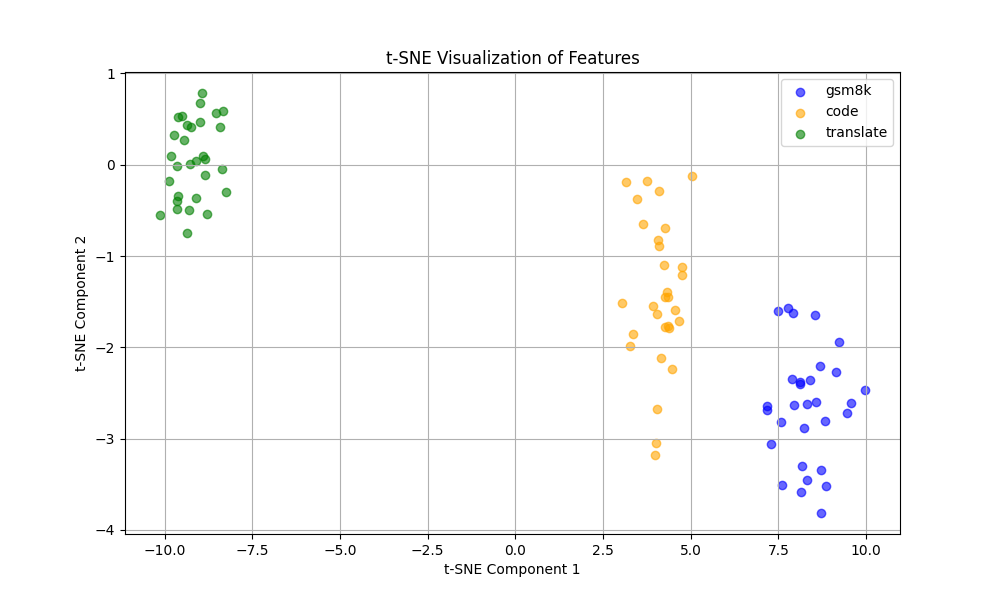 t-SNE Visualization of Features
gsm8k
code
translate
1
0
−1
−2
−3
−4
t-SNE Component 2
−10.0 −7.5 −5.0 −2.5 0.0 2.5 5.0 7.5 10.0
t-SNE Component 1